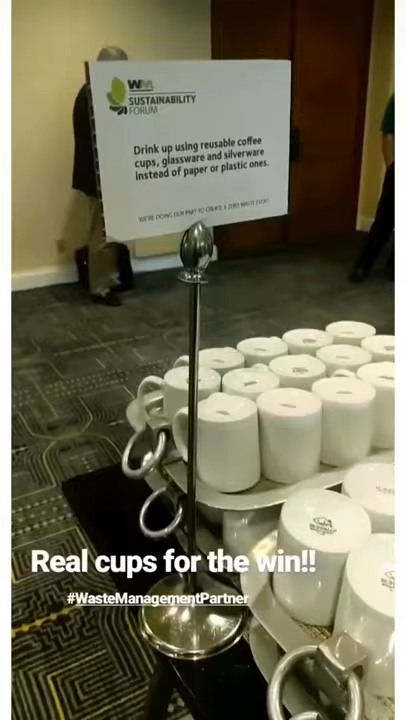 WM
SUSTAINABILITY
FORUM
Drink up using reusable coffee
cups, glassware and silverware
instead of paper or plastic ones.
WE'RE DOING OUR PART TO CREATE A ZERO WASTE EVENT
Real cups for the win!!
#WasteManagementPartner